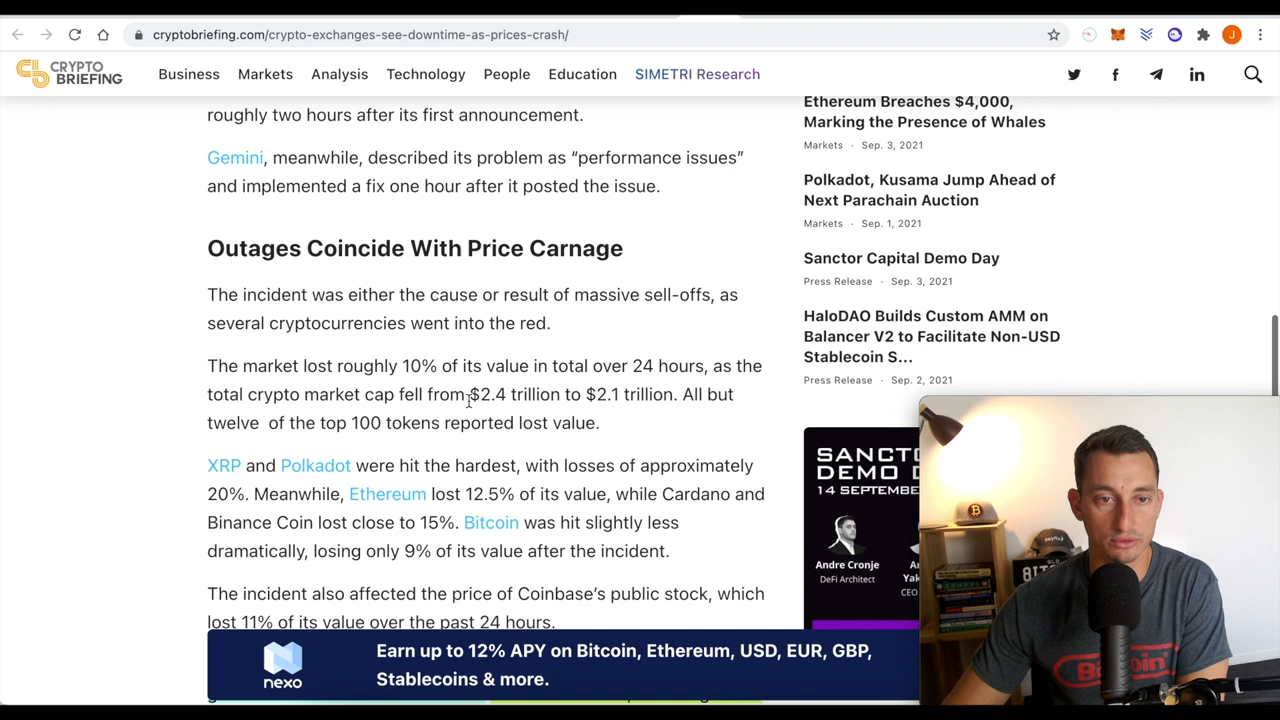 cryptobriefing.com/crypto-exchanges-see-downtime-as-prices-crash/
J
CRYPTO
BRIEFING
Business Markets Analysis Technology People Education SIMETRI Research
roughly two hours after its first announcement.
Gemini, meanwhile, described its problem as “performance issues”
and implemented a fix one hour after it posted the issue.
Outages Coincide With Price Carnage
The incident was either the cause or result of massive sell-offs, as
several cryptocurrencies went into the red.
The market lost roughly 10% of its value in total over 24 hours, as the
total crypto market cap fell from $2.4 trillion to $2.1 trillion. All but
twelve of the top 100 tokens reported lost value.
XRP and Polkadot were hit the hardest, with losses of approximately
20%. Meanwhile, Ethereum lost 12.5% of its value, while Cardano and
Binance Coin lost close to 15%. Bitcoin was hit slightly less
dramatically, losing only 9% of its value after the incident.
The incident also affected the price of Coinbase’s public stock, which
lost 11% of its value over the past 24 hours.
Ethereum Breaches $4,000,
Marking the Presence of Whales
Markets · Sep. 3, 2021
Polkadot, Kusama Jump Ahead of
Next Parachain Auction
Markets · Sep. 1, 2021
Sanctor Capital Demo Day
Press Release · Sep. 3, 2021
HaloDAO Builds Custom AMM on
Balancer V2 to Facilitate Non-USD
Stablecoin S...
Press Release · Sep. 2, 2021
SANCT
DEMO D
14 SEPTEMBE
Andre Cronje
DeFi Architect
Yak
CEO
nexo
Earn up to 12% APY on Bitcoin, Ethereum, USD, EUR, GBP,
Stablecoins & more.